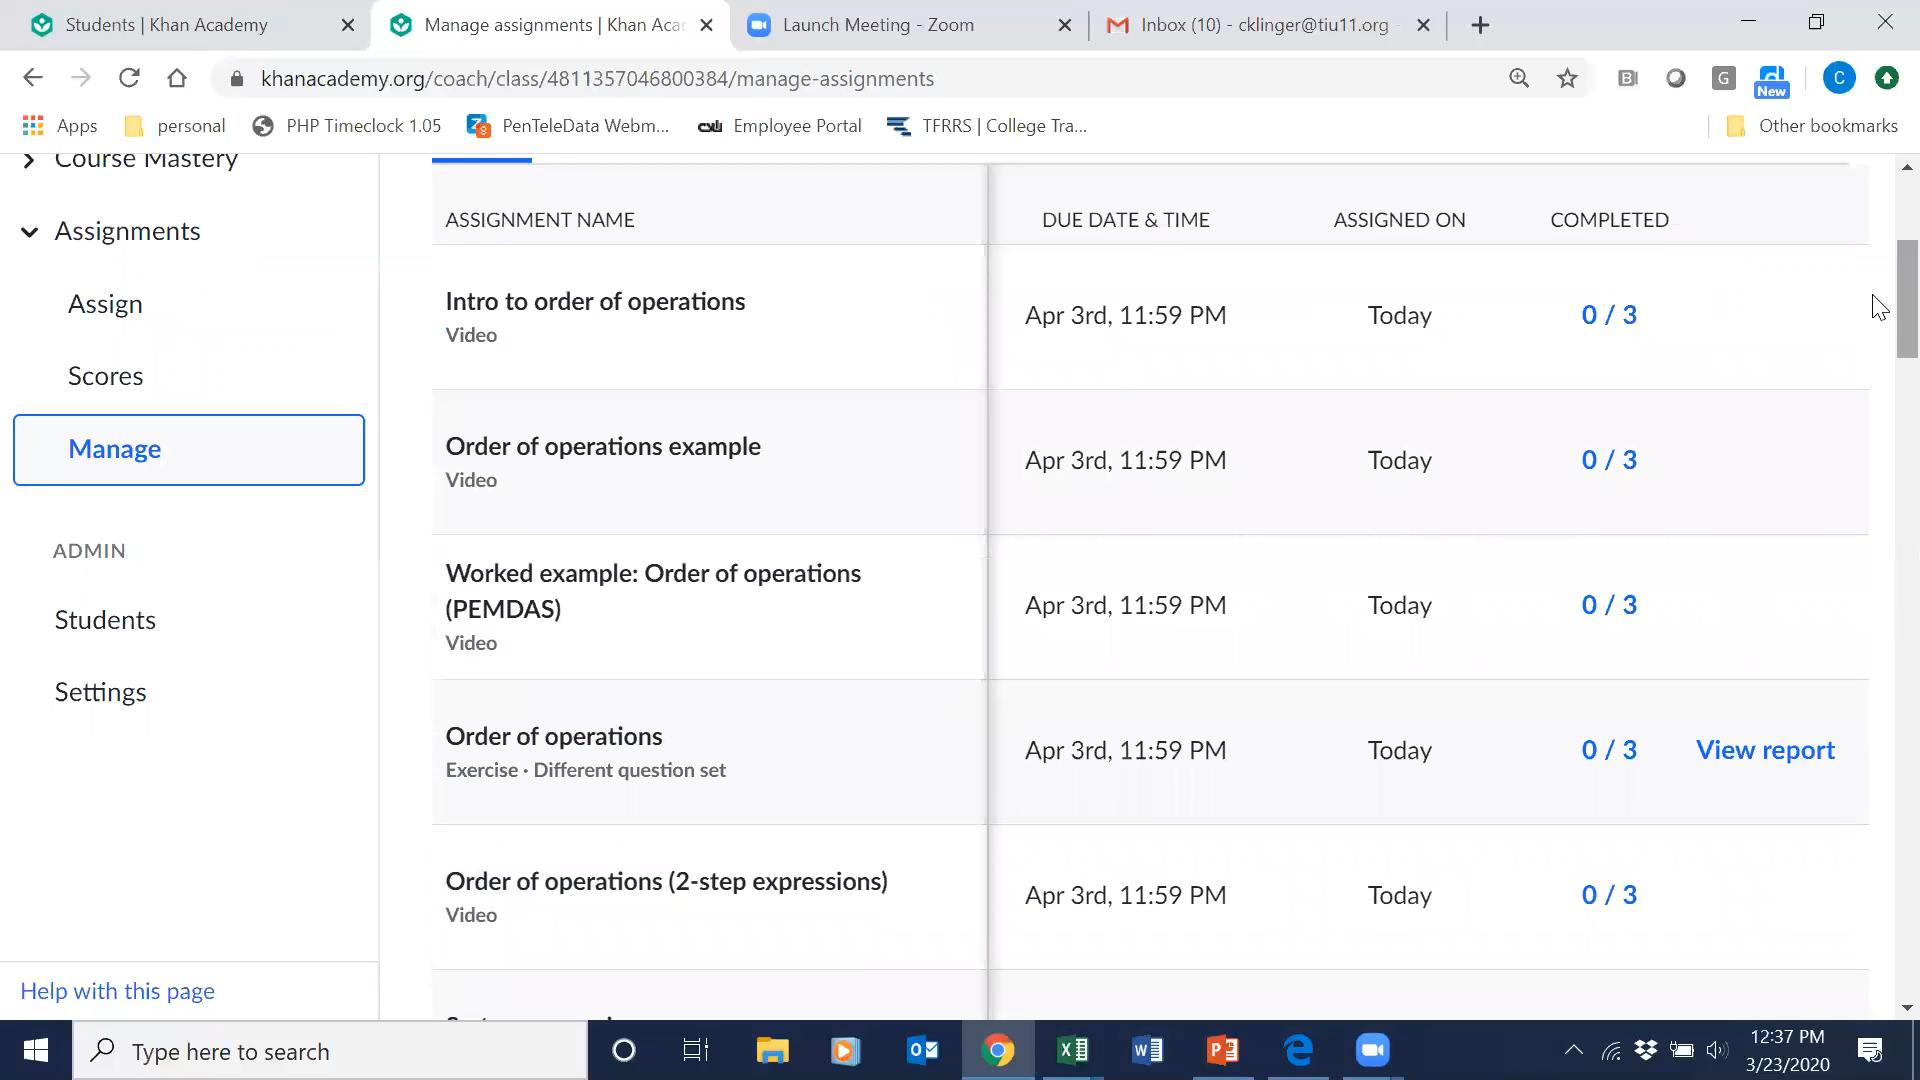 Students | Khan Academy
Manage assignments | Khan Aca
Launch Meeting - Zoom
Inbox (10) - cklinger@tiu11.org -
khanacademy.org/coach/class/4811357046800384/manage-assignments
G
New
C
Apps
personal
PHP Timeclock 1.05
PenTeleData Webm...
Employee Portal
TFRRS | College Tra...
Other bookmarks
Course Mastery
Assignments
Assign
Scores
Manage
ADMIN
Students
Settings
Help with this page
ASSIGNMENT NAME DUE DATE & TIME ASSIGNED ON COMPLETED
Intro to order of operations
Video
Apr 3rd, 11:59 PM Today 0 / 3
Order of operations example
Video
Apr 3rd, 11:59 PM Today 0 / 3
Worked example: Order of operations
(PEMDAS)
Video
Apr 3rd, 11:59 PM Today 0 / 3
Order of operations
Exercise · Different question set
Apr 3rd, 11:59 PM Today 0 / 3 View report
Order of operations (2-step expressions)
Video
Apr 3rd, 11:59 PM Today 0 / 3
Type here to search
12:37 PM
3/23/2020